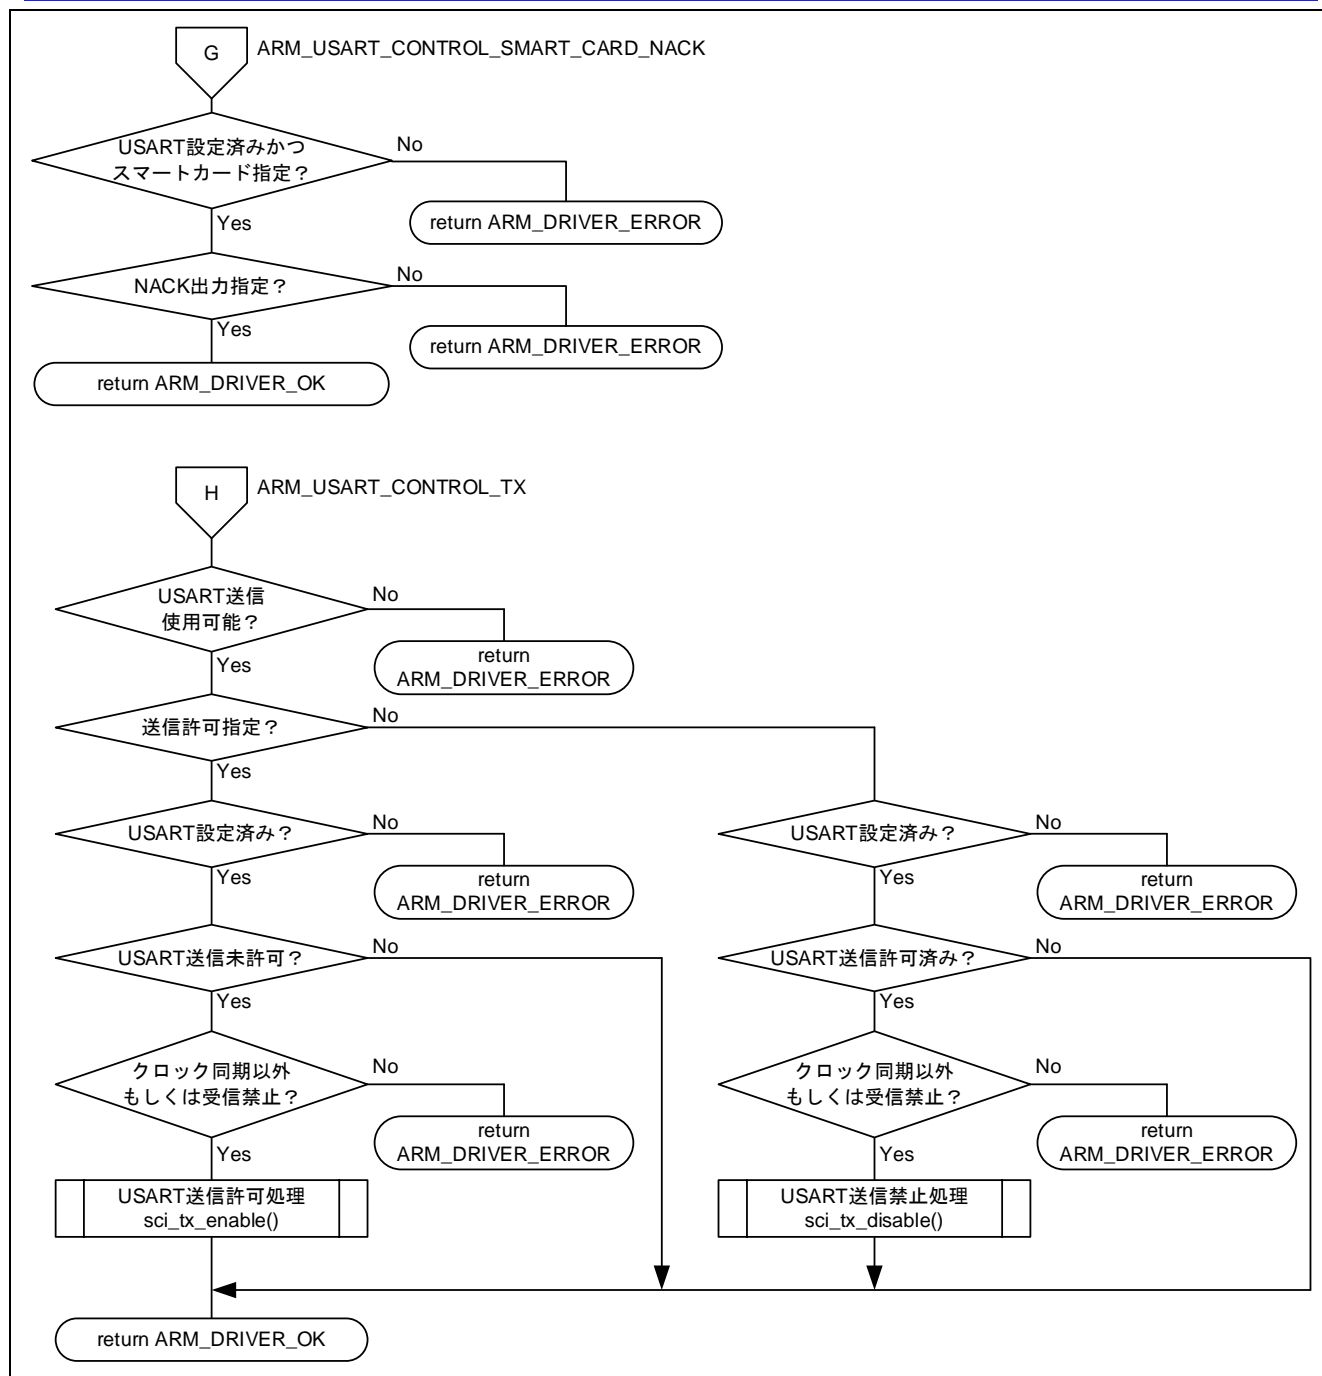 G
ARM_USART_CONTROL_SMART_CARD_NACK
USART設定済みかつ
スマートカード指定？
No
return ARM_DRIVER_ERROR
Yes
NACK出力指定？
No
return ARM_DRIVER_ERROR
Yes
return ARM_DRIVER_OK
H
ARM_USART_CONTROL_TX
USART送信
使用可能？
No
return
ARM_DRIVER_ERROR
Yes
送信許可指定？
No
Yes
USART設定済み？
No
return
ARM_DRIVER_ERROR
Yes
USART設定済み？
No
return
ARM_DRIVER_ERROR
Yes
USART送信未許可？
No
Yes
USART送信許可済み？
No
Yes
クロック同期以外
もしくは受信禁止？
No
return
ARM_DRIVER_ERROR
Yes
クロック同期以外
もしくは受信禁止？
No
return
ARM_DRIVER_ERROR
Yes
USART送信許可処理
sci_tx_enable()
USART送信禁止処理
sci_tx_disable()
return ARM_DRIVER_OK